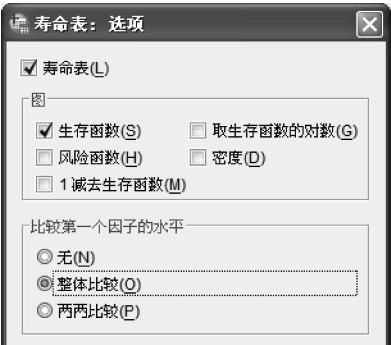 寿命表：选项
寿命表(L)
图
生存函数(S) 取生存函数的对数(G)
风险函数(H) 密度(D)
1减去生存函数(M)
比较第一个因子的水平
无(N)
整体比较(O)
两两比较(P)